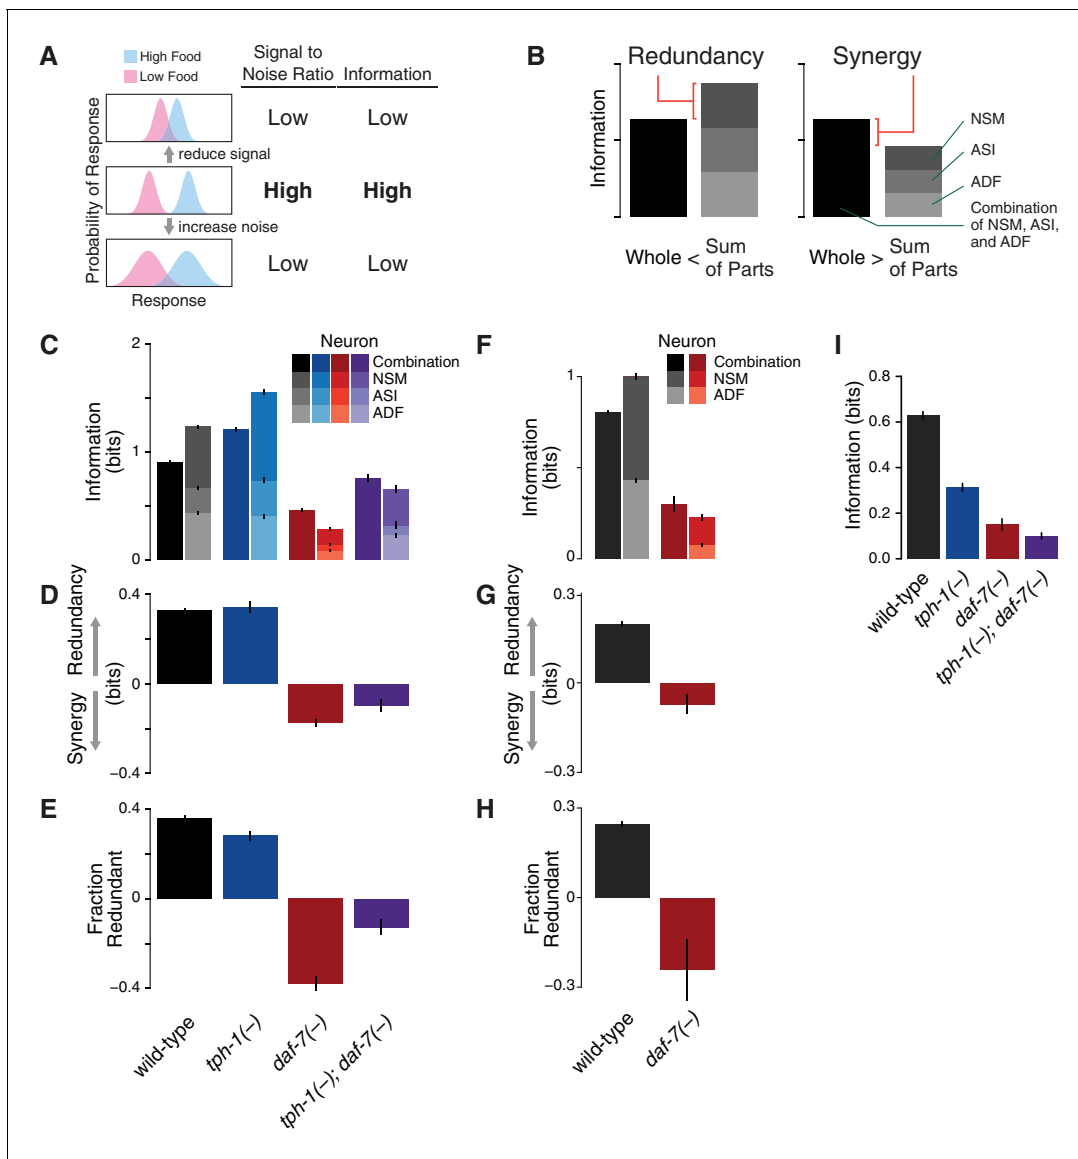 A
High Food
Low Food
Signal to
Noise Ratio
Information
Probability of Response
Low
Low
reduce signal
High
High
increase noise
Low
Low
Response
B
Redundancy
Synergy
Information
NSM
ASI
ADF
Combination
of NSM, ASI,
and ADF
Whole < Sum of Parts
Whole > Sum of Parts
C
Neuron
Combination
NSM
ASI
ADF
Information
(bits)
2
1
0
D
Redundancy
Synergy
(bits)
0.4
0
−0.4
E
Fraction
Redundant
0.4
0
−0.4
wild-type
tph-1(−)
daf-7(−)
tph-1(−); daf-7(−)
F
Neuron
Combination
NSM
ADF
Information
(bits)
1
0
G
Redundancy
Synergy
(bits)
0.3
0
−0.3
H
Fraction
Redundant
0.3
0
−0.3
wild-type
daf-7(−)
I
Information (bits)
0.8
0.6
0.4
0.2
0.0
wild-type
tph-1(−)
daf-7(−)
tph-1(−); daf-7(−)